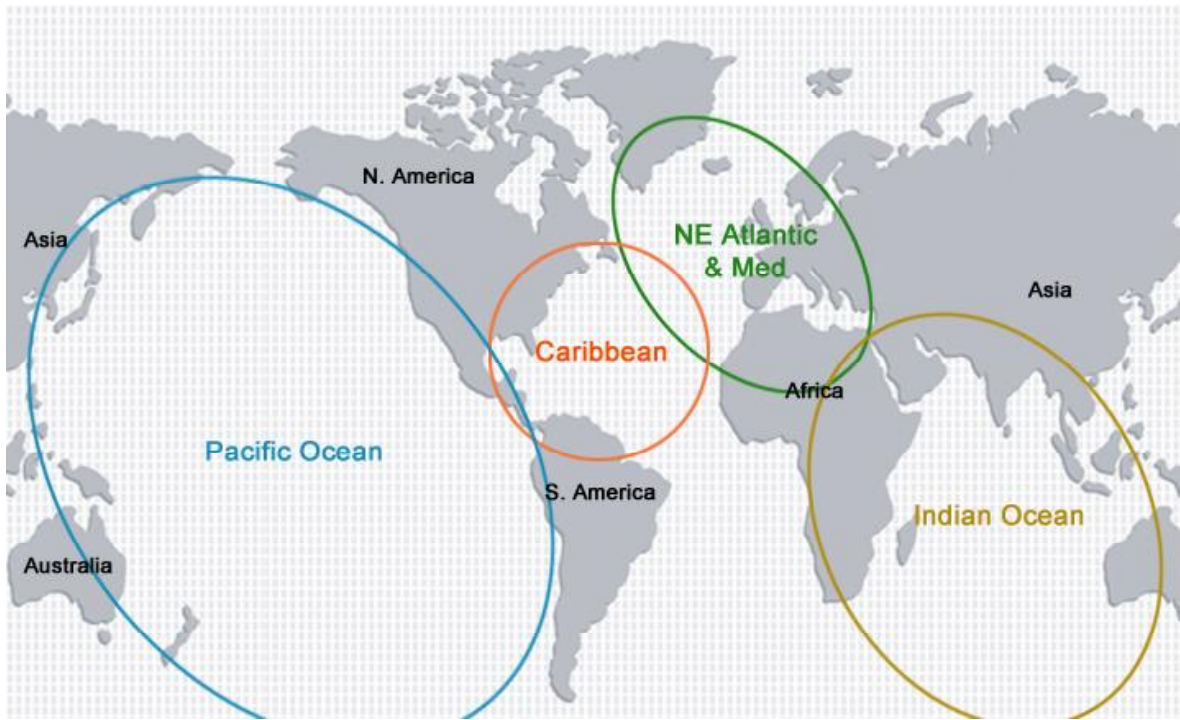 N. America
Asia
NE Atlantic
& Med
Asia
Caribbean
Africa
Pacific Ocean
S. America
Indian Ocean
Australia